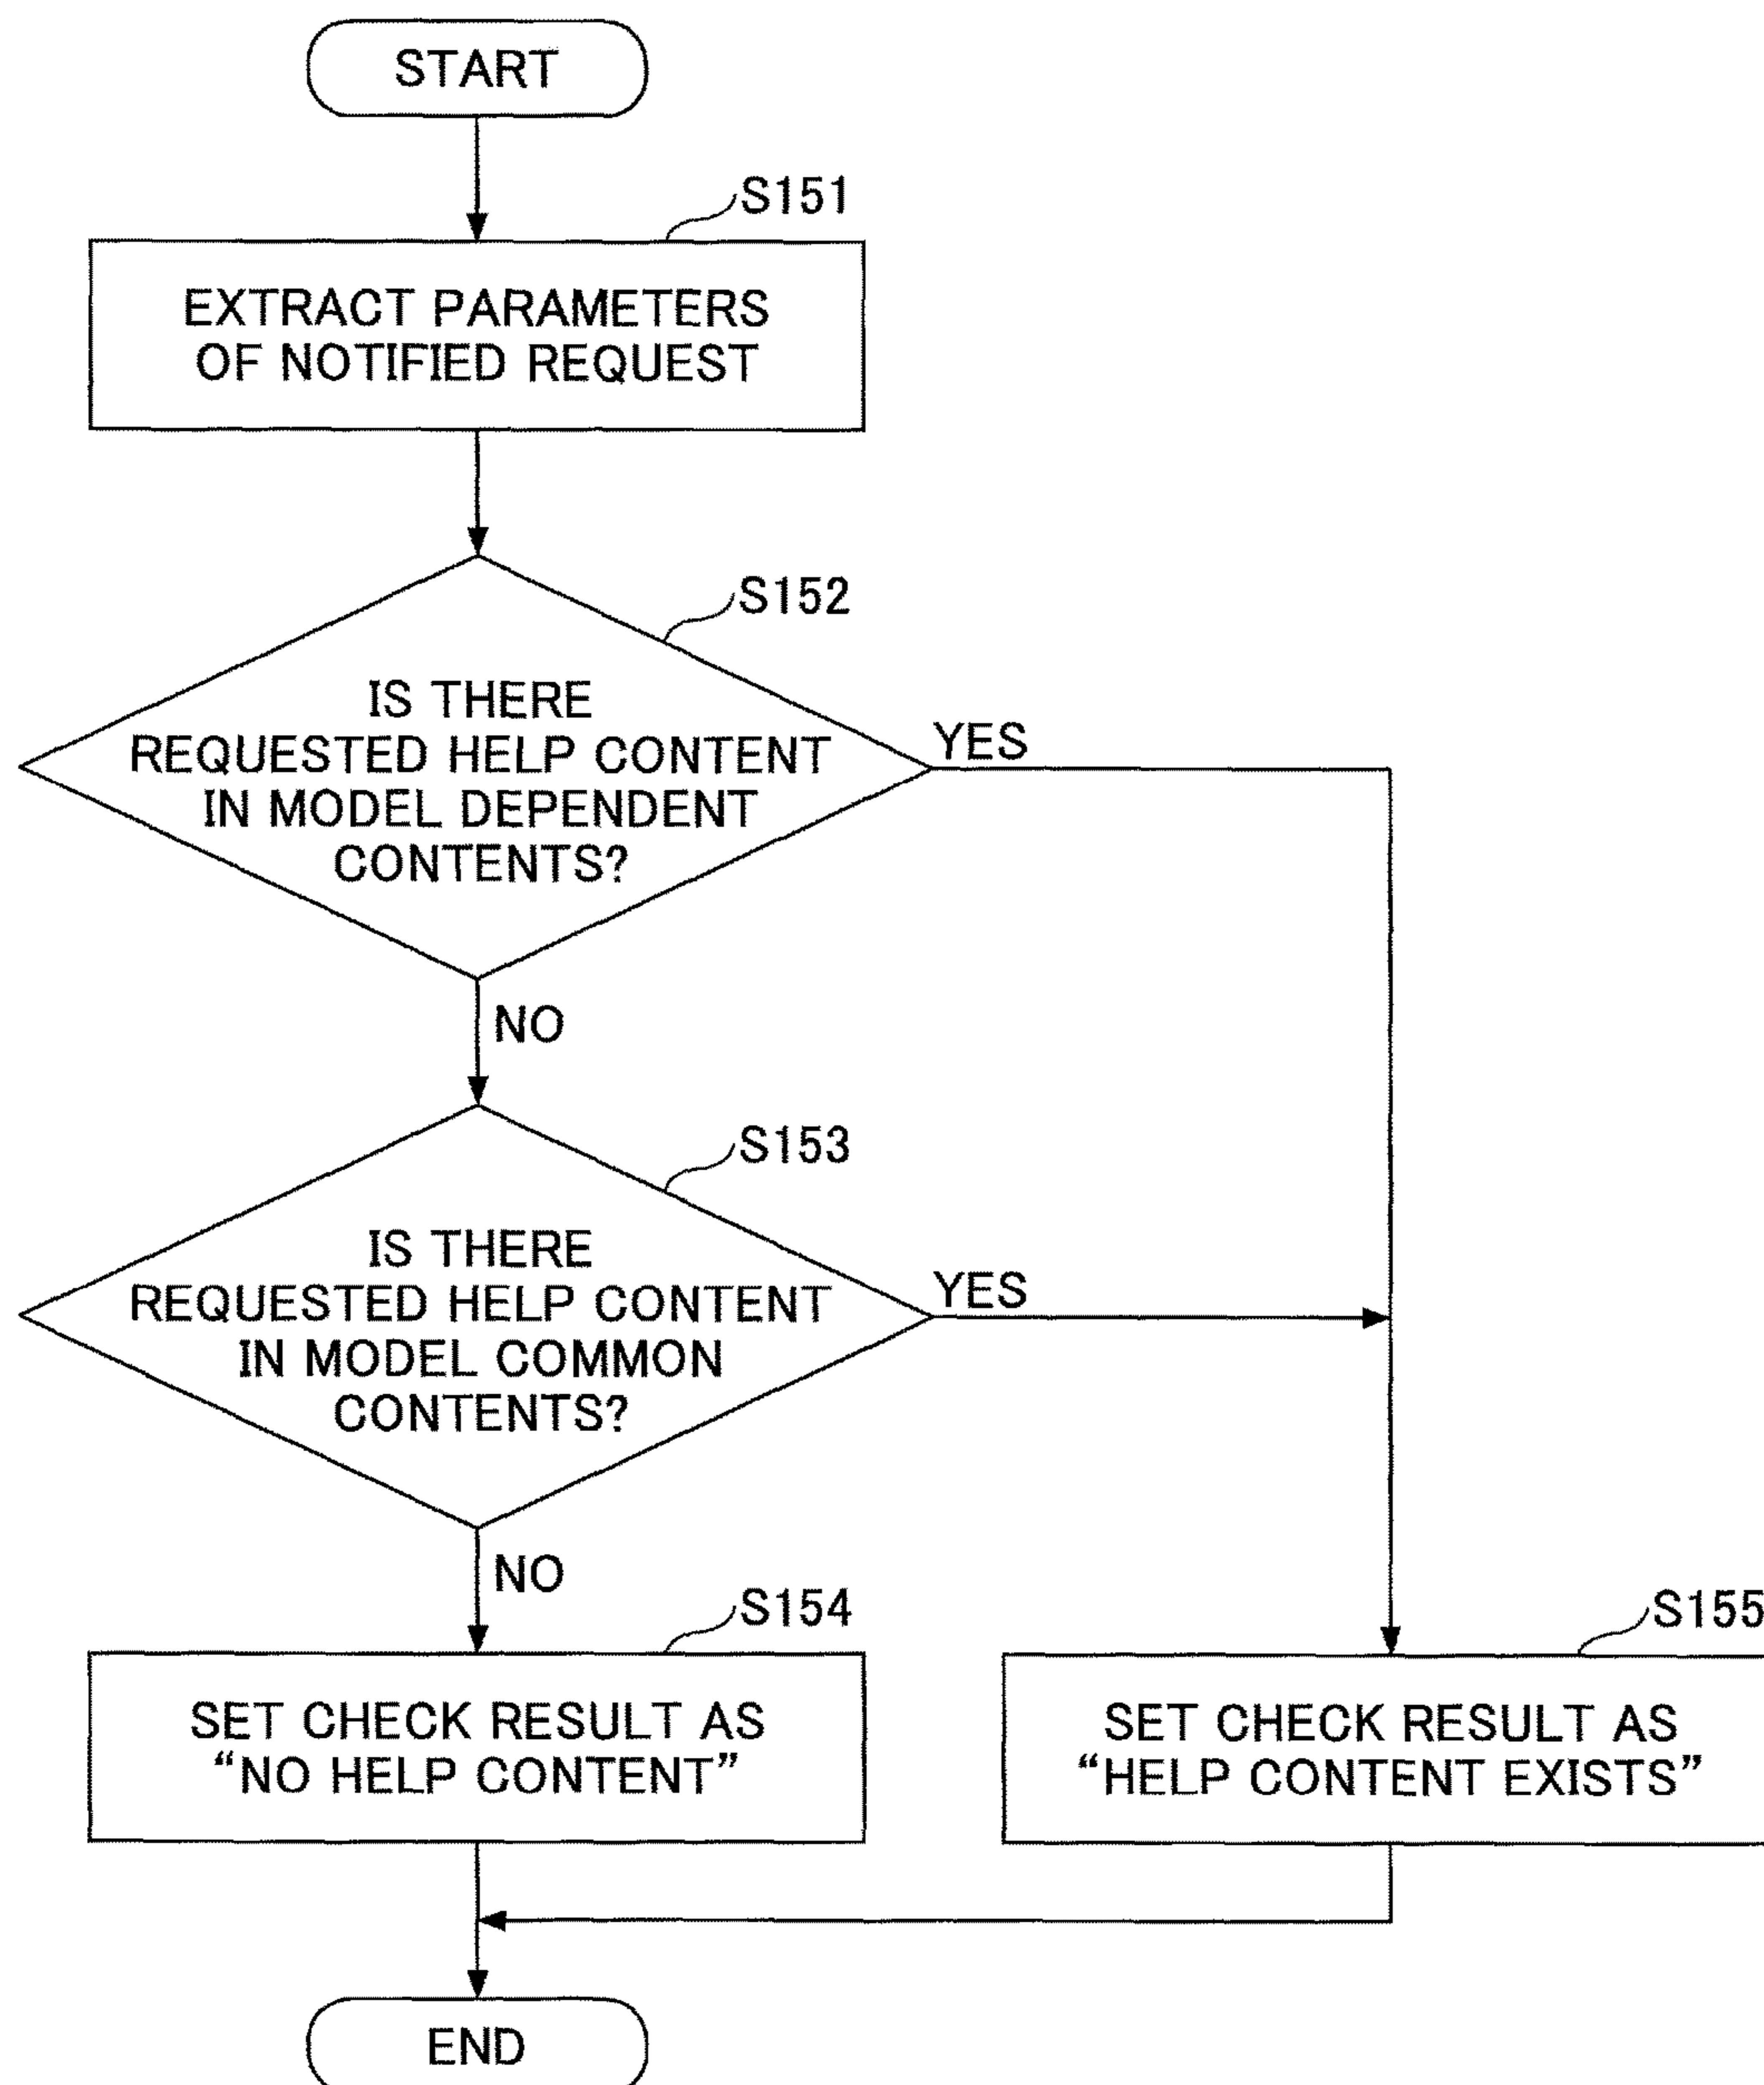 START
S151
EXTRACT PARAMETERS
OF NOTIFIED REQUEST
S152
IS THERE
REQUESTED HELP CONTENT
IN MODEL DEPENDENT
CONTENTS?
YES
NO
S153
IS THERE
REQUESTED HELP CONTENT
IN MODEL COMMON
CONTENTS?
YES
NO
S154
SET CHECK RESULT AS
“NO HELP CONTENT”
S155
SET CHECK RESULT AS
“HELP CONTENT EXISTS”
END